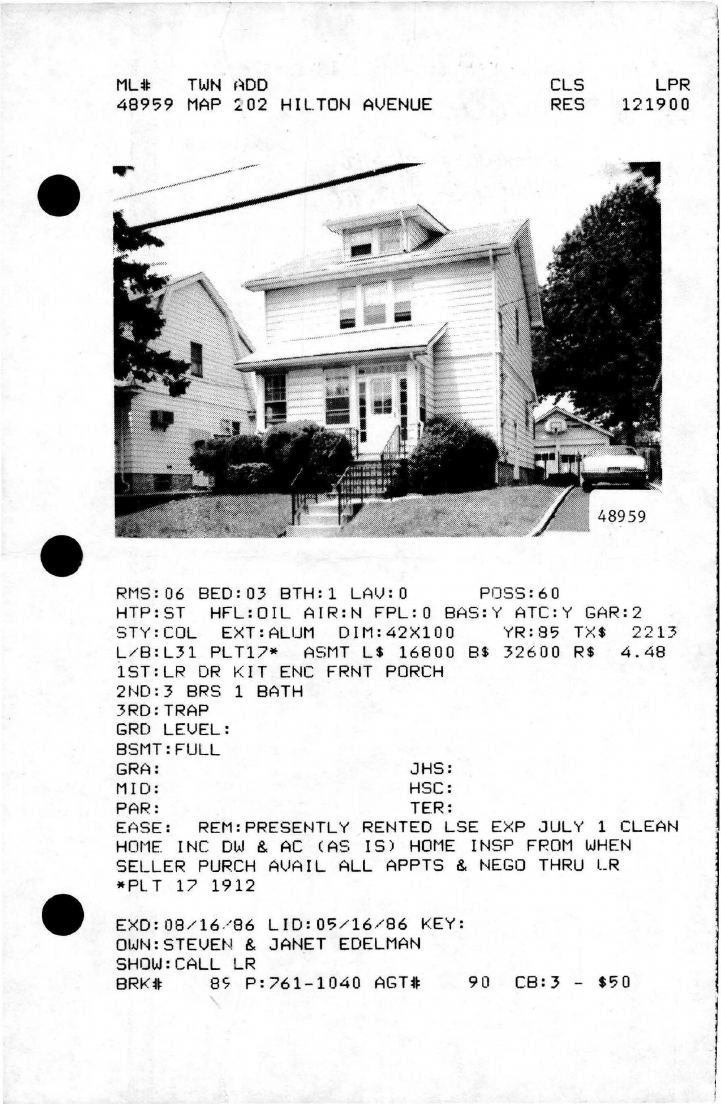 ML# TWN ADD CLS LPR
48959 MAP 202 HILTON AVENUE RES 121900
48959
RMS:06 BED:03 BTH:1 LAV:0 POSS:60
HTP:ST HFL:OIL AIR:N FPL:0 BAS:Y ATC:Y GAR:2
STY:COL EXT:ALUM DIM:42X100 YR:85 TX$ 2213
L/B:L31 PLT17* ASMT L$ 16800 B$ 32600 R$ 4.48
1ST:LR DR KIT ENC FRNT PORCH
2ND:3 BRS 1 BATH
3RD:TRAP
GRD LEVEL:
BSMT:FULL
GRA: JHS:
MID: HSC:
PAR: TER:
EASE: REM:PRESENTLY RENTED LSE EXP JULY 1 CLEAN
HOME INC DW & AC (AS IS) HOME INSP FROM WHEN
SELLER PURCH AVAIL ALL APPTS & NEGO THRU LR
*PLT 17 1912
EXD:08/16/86 LID:05/16/86 KEY:
OWN:STEVEN & JANET EDELMAN
SHOW:CALL LR
BRK# 89 P:761-1040 AGT# 90 CB:3 - $50